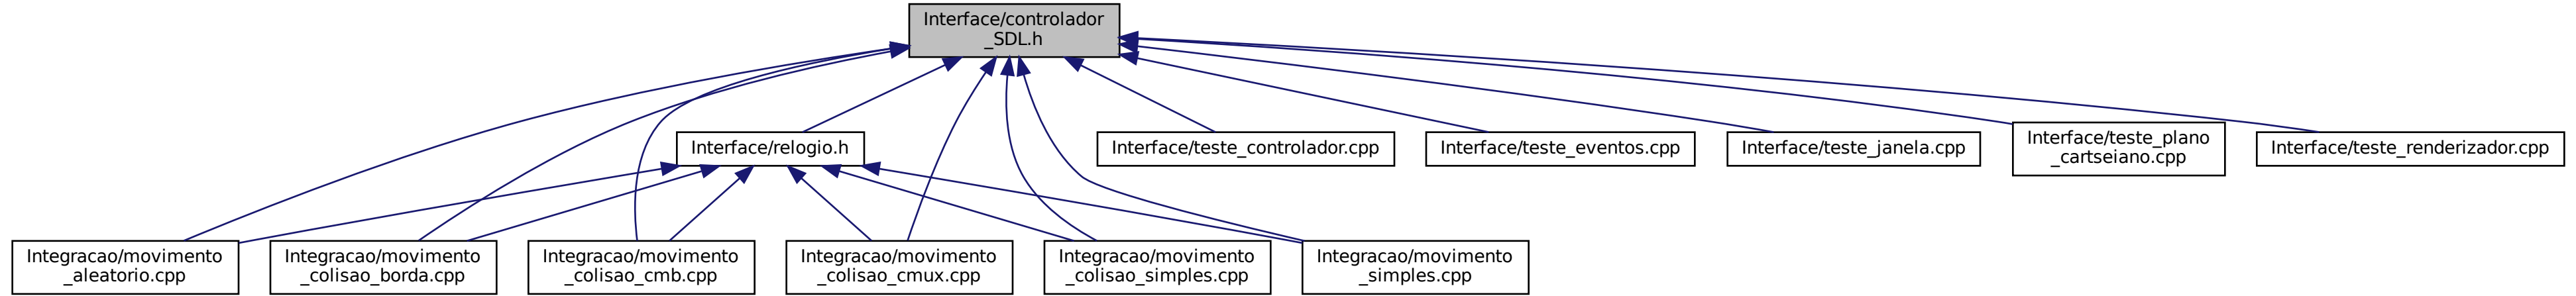 Interface/controlador
_SDL.h
Interface/relogio.h
Interface/teste_controlador.cpp
Interface/teste_eventos.cpp
Interface/teste_janela.cpp
Interface/teste_plano
_cartseiano.cpp
Interface/teste_renderizador.cpp
Integracao/movimento
_aleatorio.cpp
Integracao/movimento
_colisao_borda.cpp
Integracao/movimento
_colisao_cmb.cpp
Integracao/movimento
_colisao_cmux.cpp
Integracao/movimento
_colisao_simples.cpp
Integracao/movimento
_simples.cpp